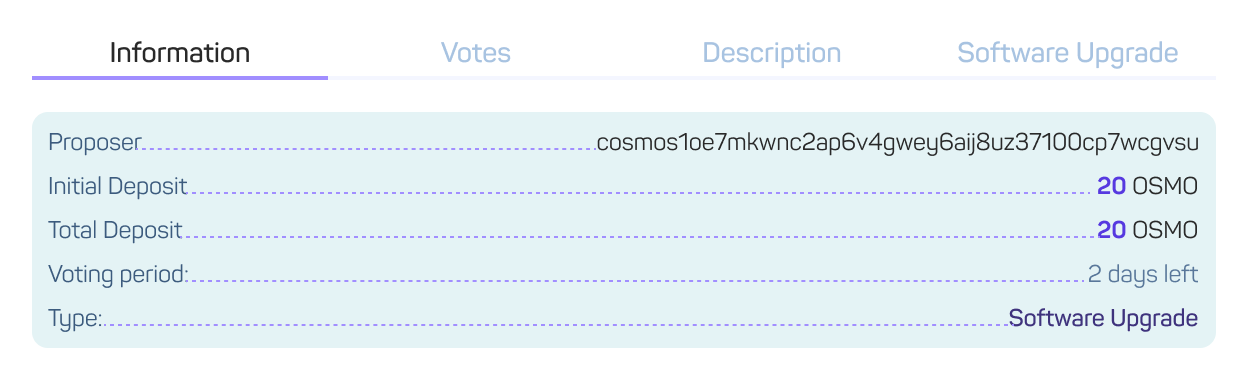 Information Votes Description Software Upgrade
Proposer cosmos1oe7mkwnc2ap6v4gwey6aij8uz37100cp7wcgvsu
Initial Deposit 20 OSMO
Total Deposit 20 OSMO
Voting period: 2 days left
Type: Software Upgrade